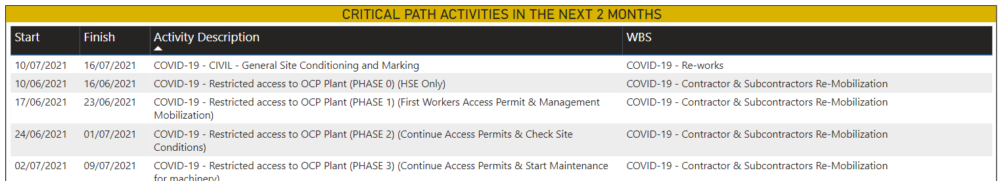 CRITICAL PATH ACTIVITIES IN THE NEXT 2 MONTHS
Start Finish Activity Description WBS
10/07/2021 16/07/2021 COVID-19 - CIVIL - General Site Conditioning and Marking COVID-19 - Re-works
10/06/2021 16/06/2021 COVID-19 - Restricted access to OCP Plant (PHASE 0) (HSE Only) COVID-19 - Contractor & Subcontractors Re-Mobilization
17/06/2021 23/06/2021 COVID-19 - Restricted access to OCP Plant (PHASE 1) (First Workers Access Permit & Management COVID-19 - Contractor & Subcontractors Re-Mobilization
Mobilization)
24/06/2021 01/07/2021 COVID-19 - Restricted access to OCP Plant (PHASE 2) (Continue Access Permits & Check Site COVID-19 - Contractor & Subcontractors Re-Mobilization
Conditions)
02/07/2021 09/07/2021 COVID-19 - Restricted access to OCP Plant (PHASE 3) (Continue Access Permits & Start Maintenance COVID-19 - Contractor & Subcontractors Re-Mobilization
for machinery)